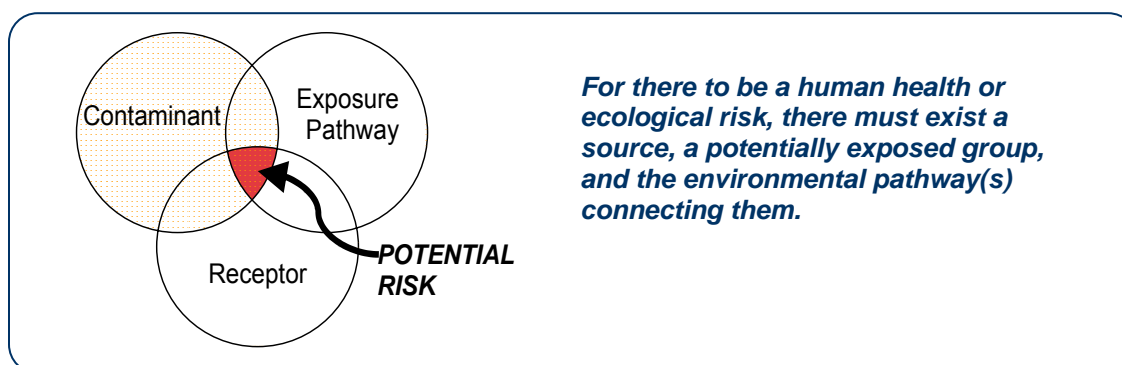 Contaminant
Exposure
Pathway
Receptor
POTENTIAL
RISK
For there to be a human health or
ecological risk, there must exist a
source, a potentially exposed group,
and the environmental pathway(s)
connecting them.